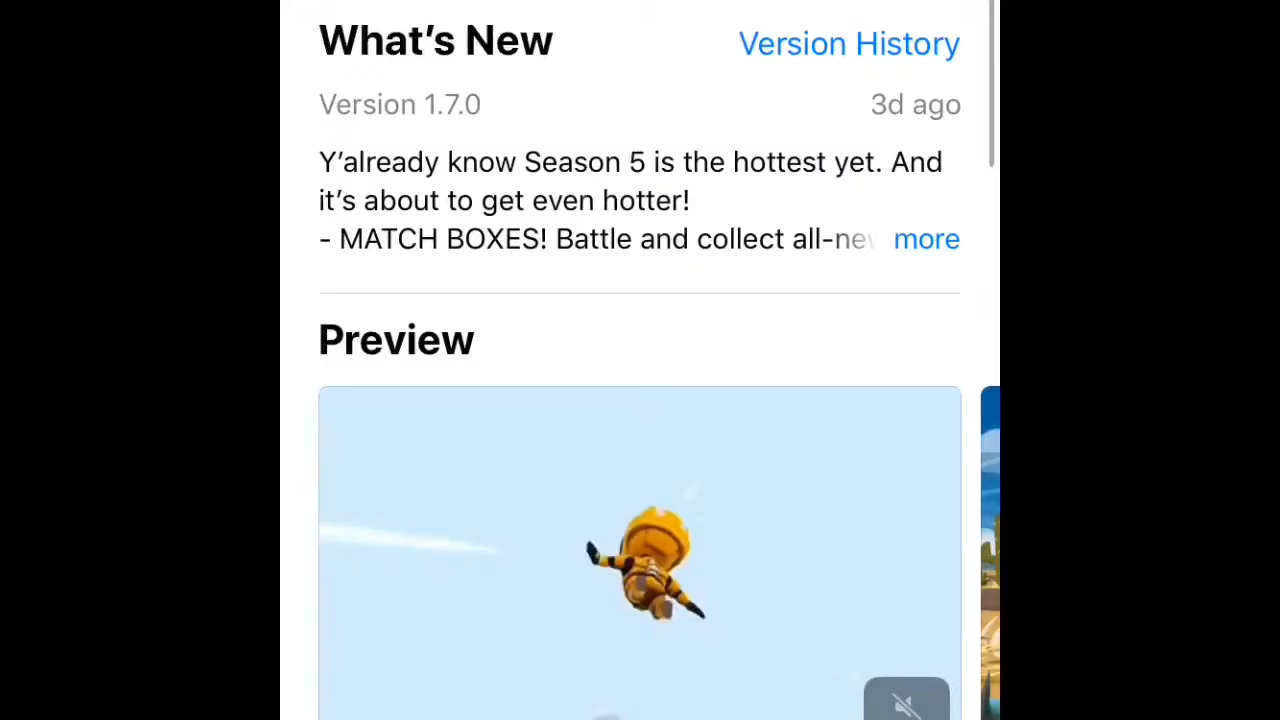 What's New
Version History
Version 1.7.0
3d ago
Y'already know Season 5 is the hottest yet. And
it's about to get even hotter!
- MATCH BOXES! Battle and collect all-new
more
Preview